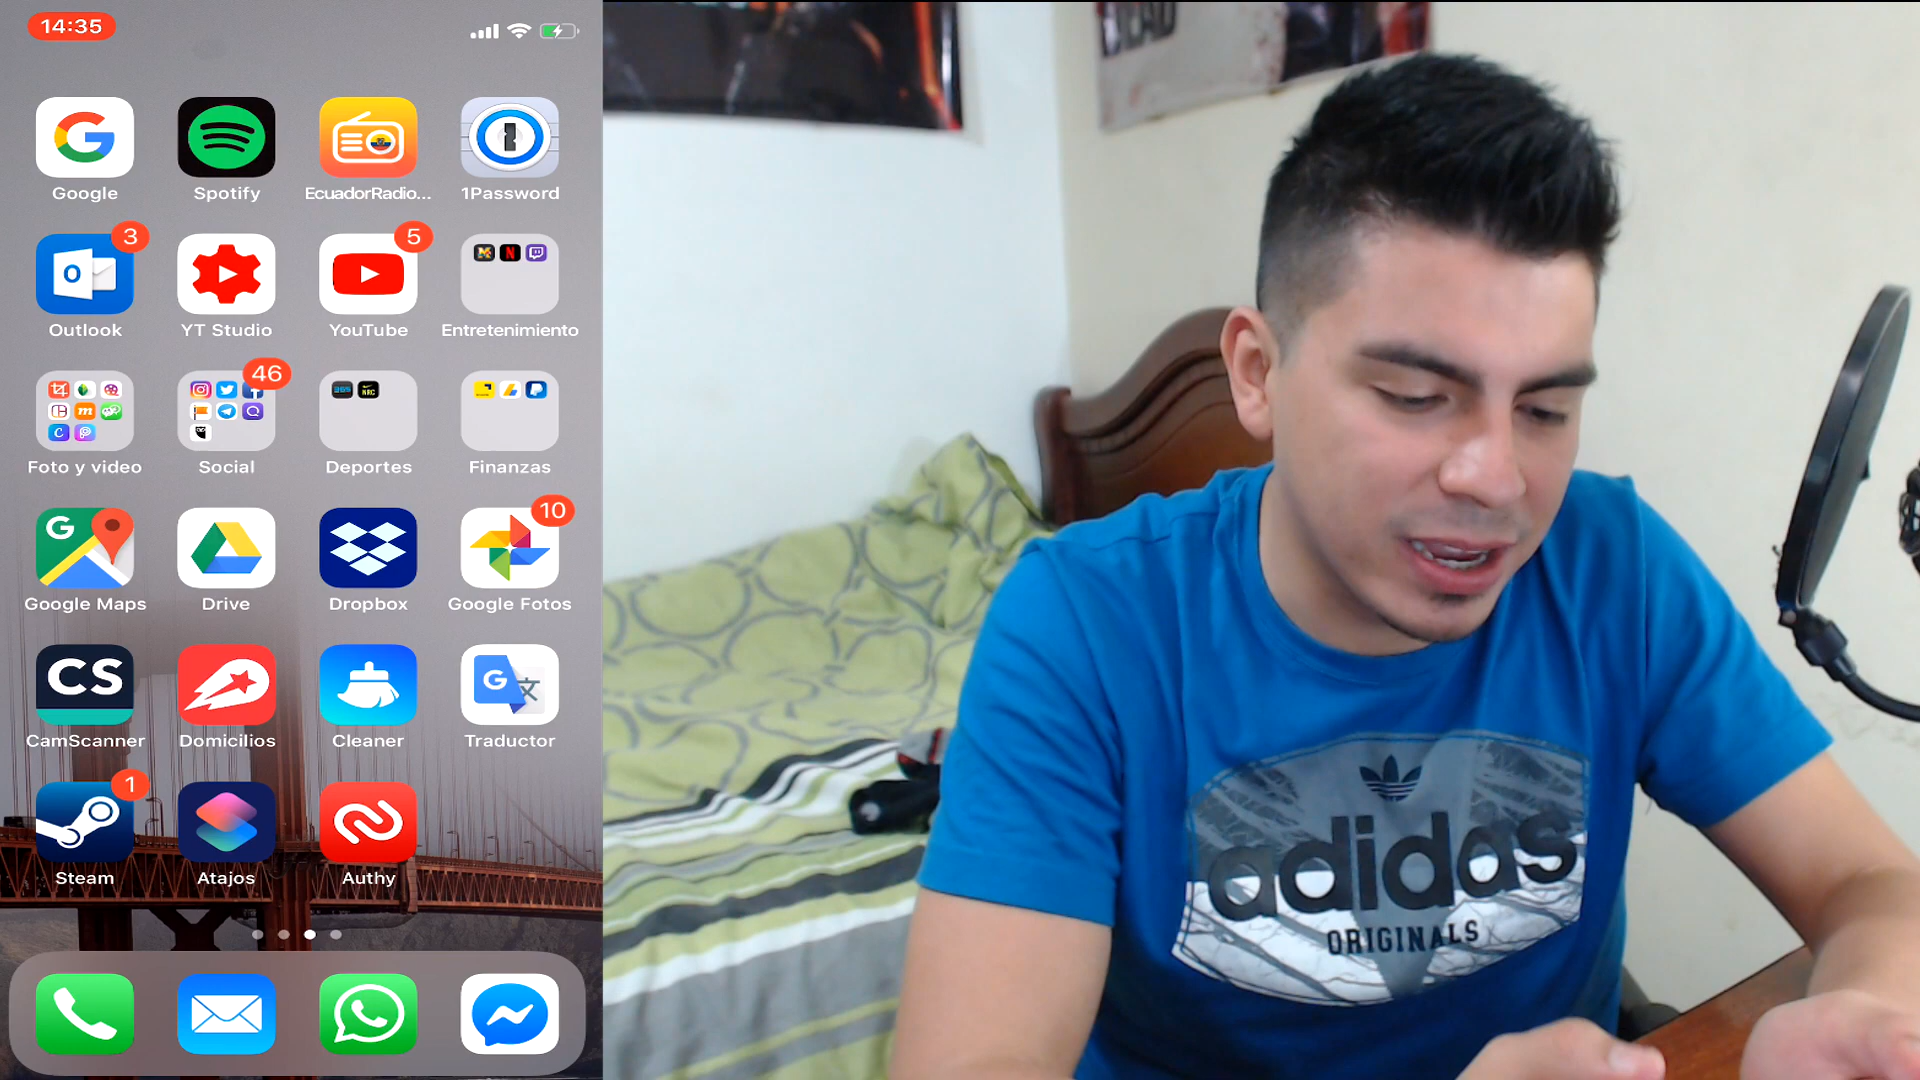 14:35
Google
Spotify
EcuadorRadio...
1Password
3
5
Outlook
YT Studio
YouTube
Entretenimiento
46
Foto y video
Social
Deportes
Finanzas
10
Google Maps
Drive
Dropbox
Google Fotos
CS
CamScanner
Domicilios
Cleaner
Traductor
1
Steam
Atajos
Authy
adidas
ORIGINALS